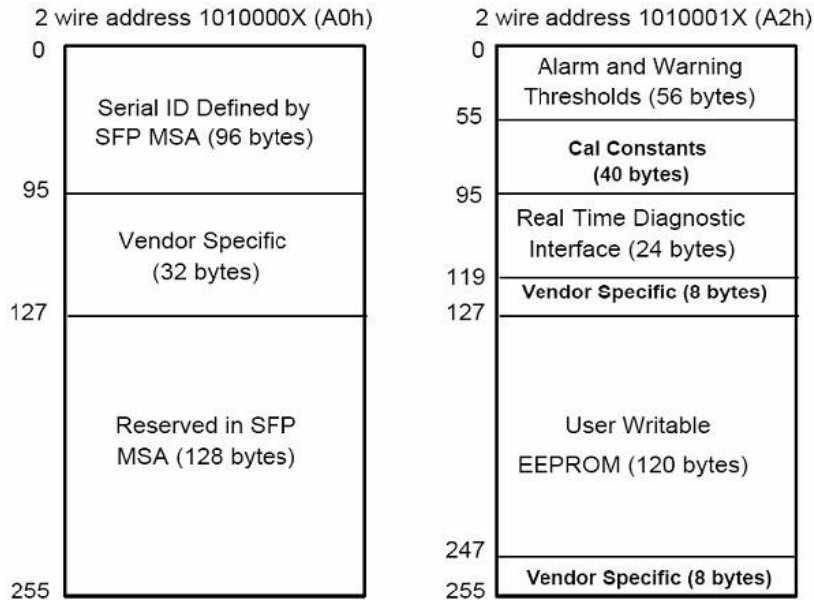 2 wire address 1010000X (A0h)
0
Serial ID Defined by
SFP MSA (96 bytes)
95
Vendor Specific
(32 bytes)
127
Reserved in SFP
MSA (128 bytes)
255
2 wire address 1010001X (A2h)
0
Alarm and Warning
Thresholds (56 bytes)
55
Cal Constants
(40 bytes)
95
Real Time Diagnostic
Interface (24 bytes)
119
Vendor Specific (8 bytes)
127
User Writable
EEPROM (120 bytes)
247
Vendor Specific (8 bytes)
255